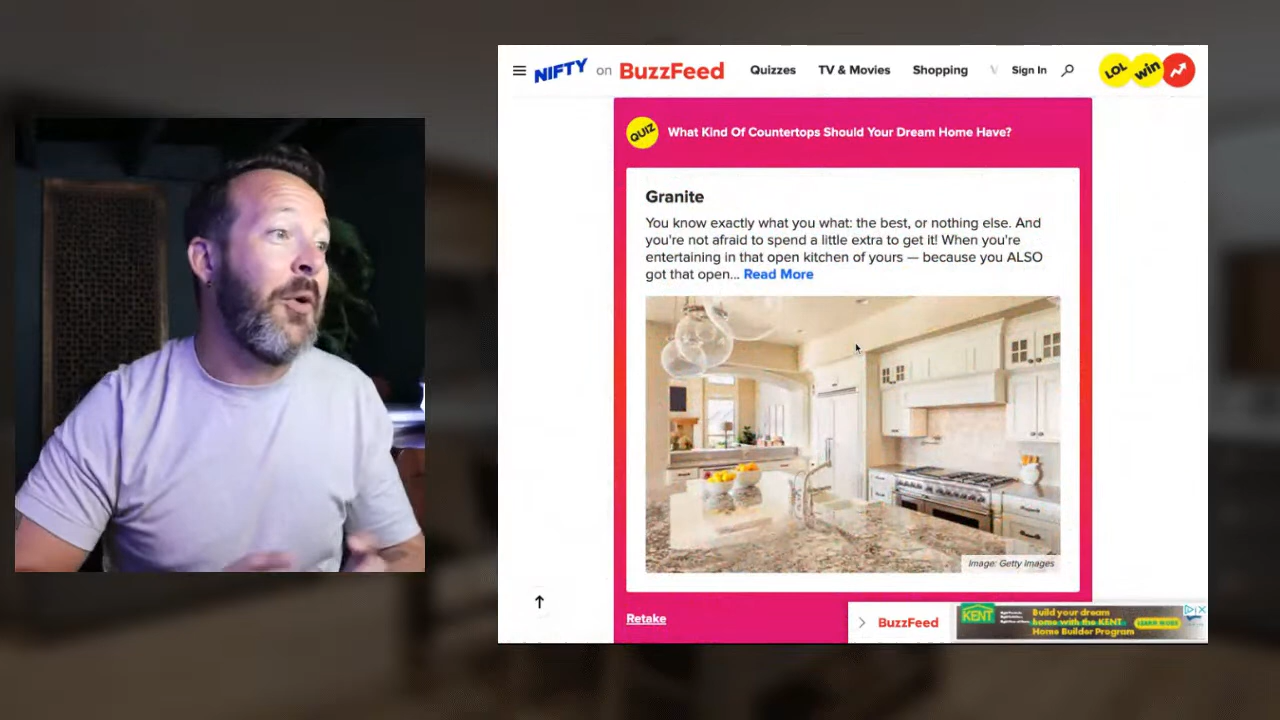 NIFTY on BuzzFeed Quizzes TV & Movies Shopping Sign In LOL win
QUIZ What Kind Of Countertops Should Your Dream Home Have?
Granite
You know exactly what you what: the best, or nothing else. And
you're not afraid to spend a little extra to get it! When you're
entertaining in that open kitchen of yours — because you ALSO
got that open... Read More
Image: Getty Images
Retake
BuzzFeed
KENT
Build your dream
home with the KENT
Home Builder Program
LEARN MORE